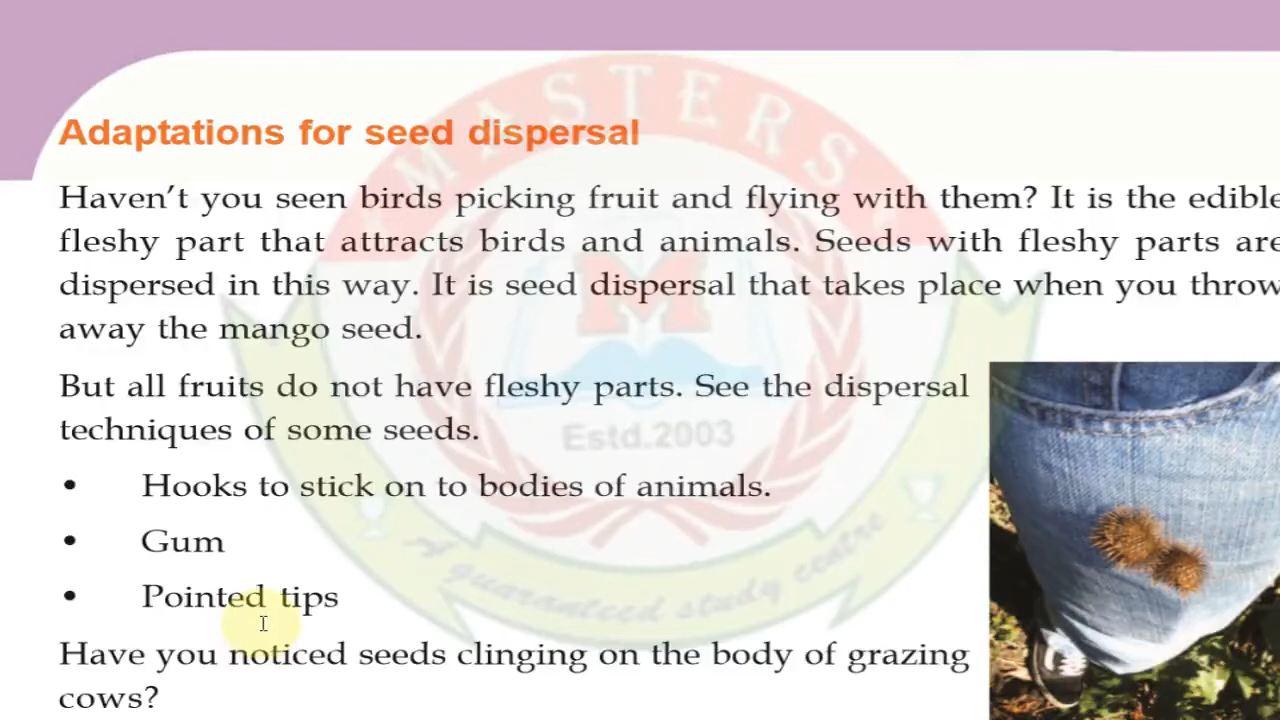 MASTERS
Adaptations for seed dispersal
Haven't you seen birds picking fruit and flying with them? It is the edible
fleshy part that attracts birds and animals. Seeds with fleshy parts are
dispersed in this way. It is seed dispersal that takes place when you throw
away the mango seed.
But all fruits do not have fleshy parts. See the dispersal
techniques of some seeds.
M
Estd.2003
• Hooks to stick on to bodies of animals.
• Gum
• Pointed tips
A guaranteed study centre
Have you noticed seeds clinging on the body of grazing
cows?